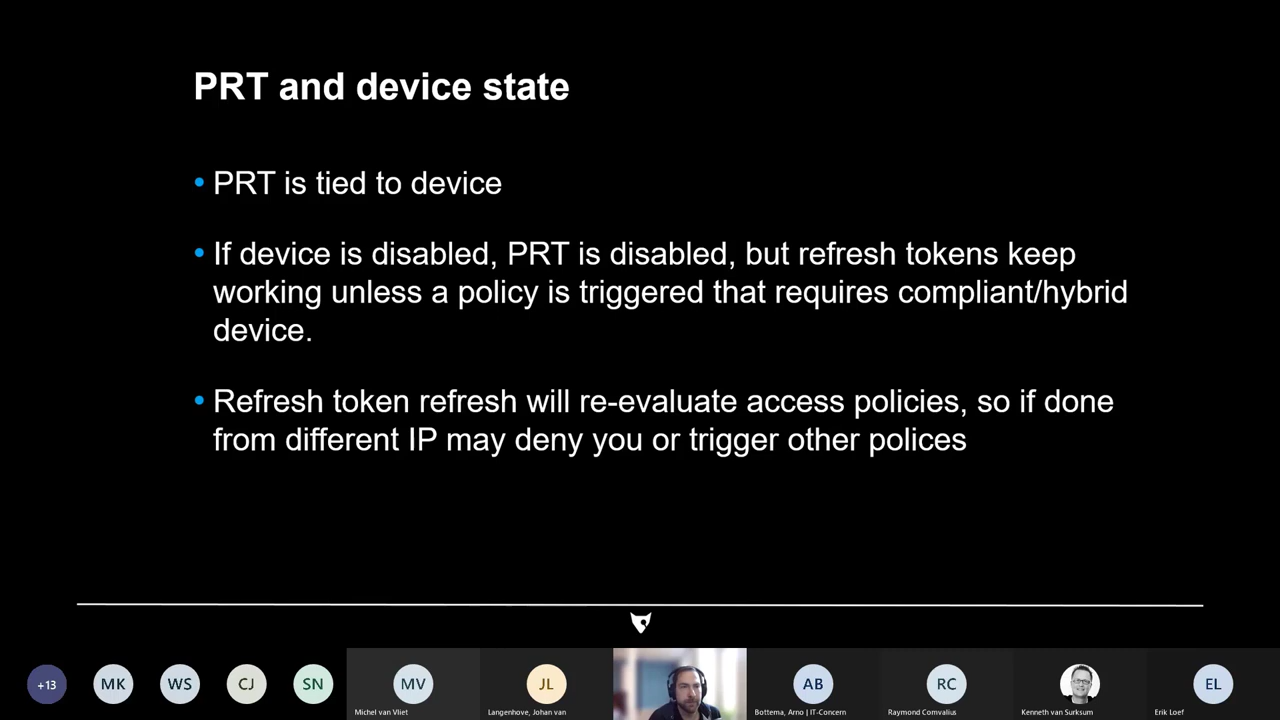 PRT and device state
• PRT is tied to device
• If device is disabled, PRT is disabled, but refresh tokens keep
working unless a policy is triggered that requires compliant/hybrid
device.
• Refresh token refresh will re-evaluate access policies, so if done
from different IP may deny you or trigger other polices
+13
MK
WS
CJ
SN
MV
JL
AB
RC
EL
Michel van Vliet
Langenhove, Johan van
Bottema, Arno | IT-Concern
Raymond Comvalius
Kenneth van Surksum
Erik Loef